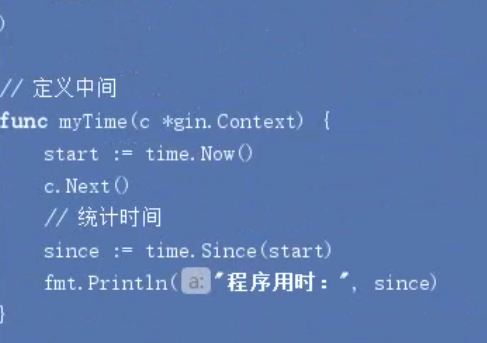 )
// 定义中间
func myTime(c *gin.Context) {
    start := time.Now()
    c.Next()
    // 统计时间
    since := time.Since(start)
    fmt.Println(a: "程序用时：", since)
}